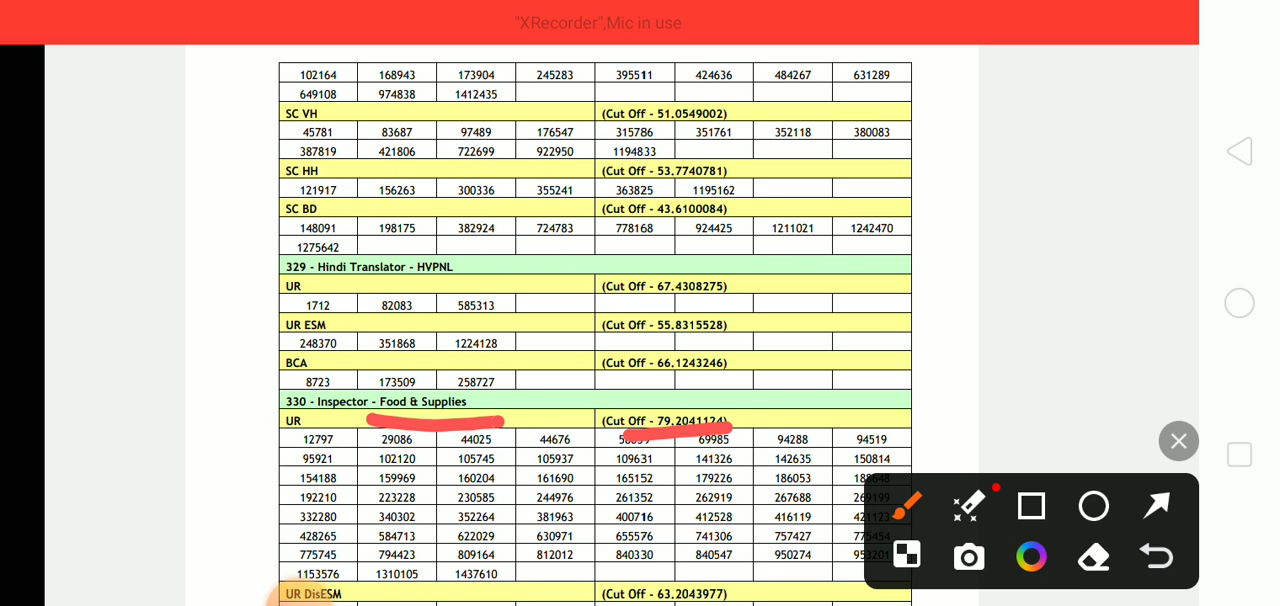 "XRecorder",Mic in use
102164 168943 173904 245283 395511 424636 484267 631289
649108 974838 1412435
SC VH (Cut Off - 51.0549002)
45781 83687 97489 176547 315786 351761 352118 380083
387819 421806 722699 922950 1194833
SC HH (Cut Off - 53.7740781)
121917 156263 300336 355241 363825 1195162
SC BD (Cut Off - 43.6100084)
148091 198175 382924 724783 778168 924425 1211021 1242470
1275642
329 - Hindi Translator - HVPNL
UR (Cut Off - 67.4308275)
1712 82083 585313
UR ESM (Cut Off - 55.8315528)
248370 351868 1224128
BCA (Cut Off - 66.1243246)
8723 173509 258727
330 - Inspector - Food & Supplies
UR (Cut Off - 79.2041124)
12797 29086 44025 44676 69985 94288 94519
95921 102120 105745 105937 109631 141326 142635 150814
154188 159969 160204 161690 165152 179226 186053
192210 223228 230585 244976 261352 262919 267688
332280 340302 352264 381963 400716 412528 416119
428265 584713 622029 630971 655576 741306 757427
775745 794423 809164 812012 840330 840547 950274
1153576 1310105 1437610
UR DisESM (Cut Off - 63.2043977)